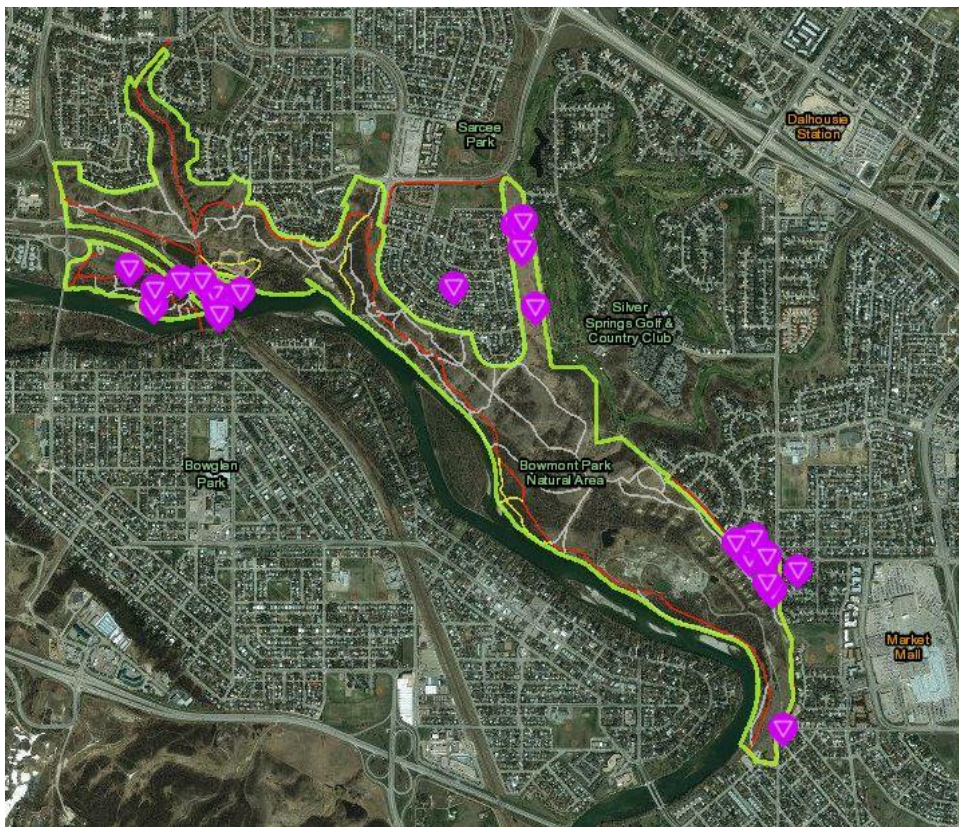 Dalhousie
Station
Sarcee
Park
Silver
Springs Golf &
Country Club
Bowglen
Park
Bowmont Park
Natural Area
Market
Mall